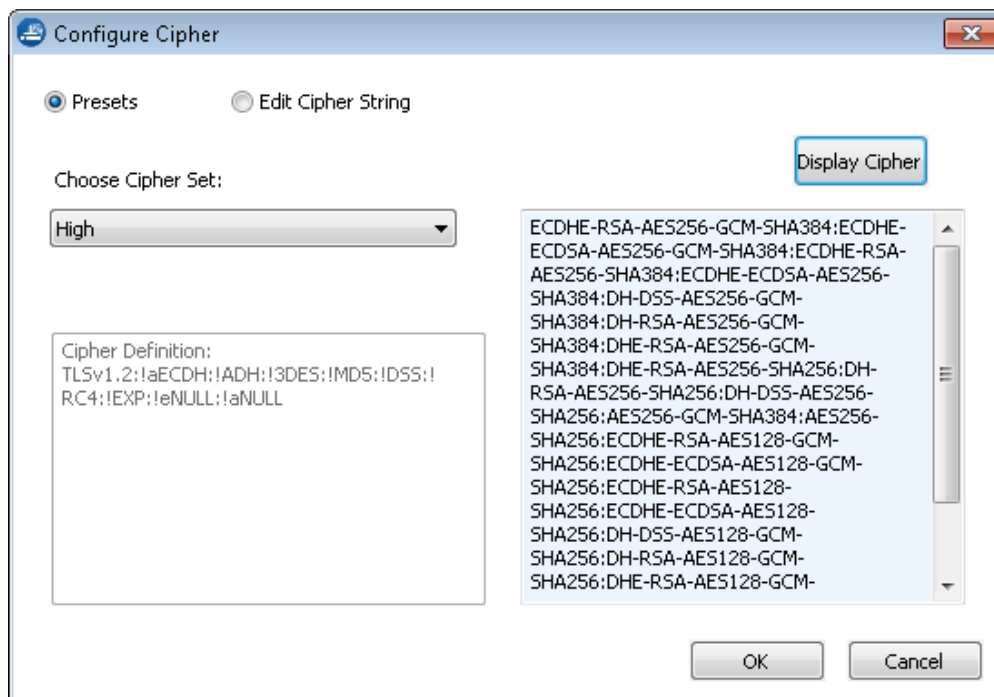 Configure Cipher
Presets
Edit Cipher String
Display Cipher
Choose Cipher Set:
High
Cipher Definition:
TLSv1.2:!aECDH:!ADH:!3DES:!MD5:!DSS:!
RC4:!EXP:!eNULL:!aNULL
ECDHE-RSA-AES256-GCM-SHA384:ECDHE-
ECDSA-AES256-GCM-SHA384:ECDHE-RSA-
AES256-SHA384:ECDHE-ECDSA-AES256-
SHA384:DH-DSS-AES256-GCM-
SHA384:DH-RSA-AES256-GCM-
SHA384:DHE-RSA-AES256-GCM-
SHA384:DHE-RSA-AES256-SHA256:DH-
RSA-AES256-SHA256:DH-DSS-AES256-
SHA256:AES256-GCM-SHA384:AES256-
SHA256:ECDHE-RSA-AES128-GCM-
SHA256:ECDHE-ECDSA-AES128-GCM-
SHA256:ECDHE-RSA-AES128-
SHA256:ECDHE-ECDSA-AES128-
SHA256:DH-DSS-AES128-GCM-
SHA256:DH-RSA-AES128-GCM-
SHA256:DHE-RSA-AES128-GCM-
OK
Cancel